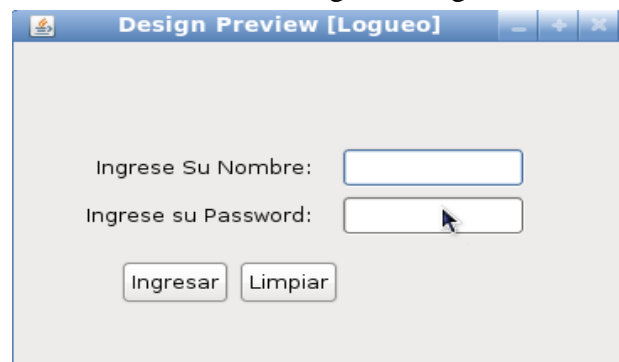 Design Preview [Logueo]
Ingrese Su Nombre:
Ingrese su Password:
Ingresar Limpiar